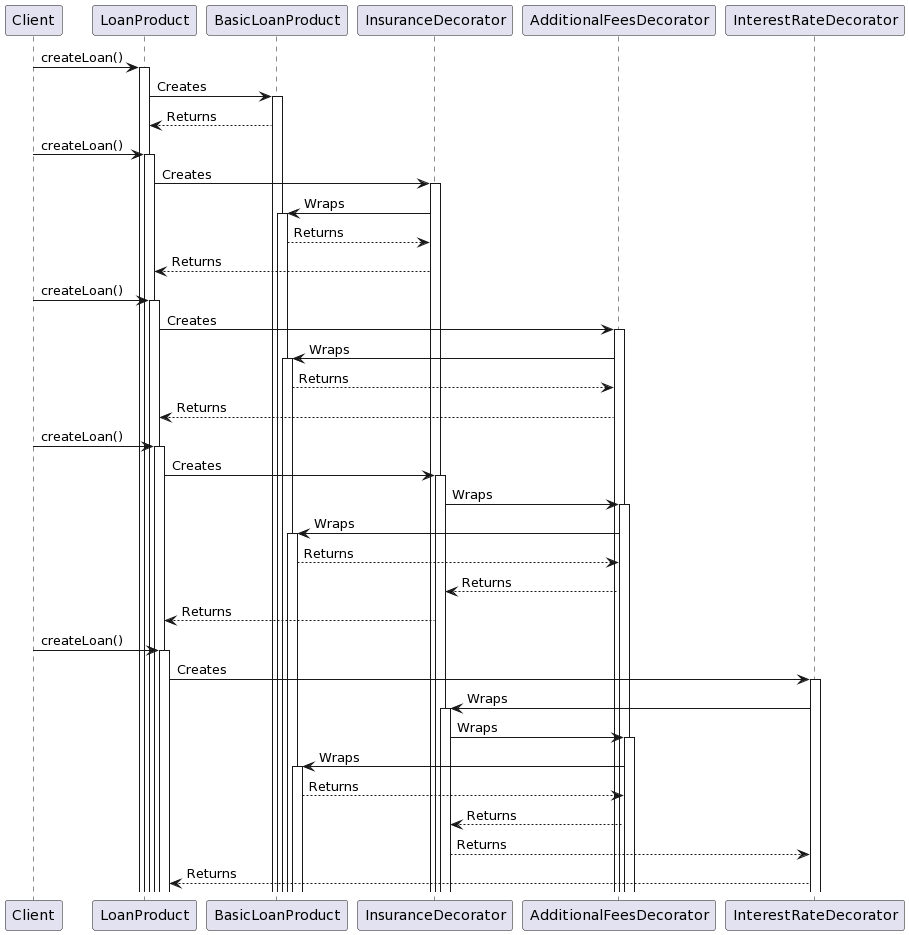 Client LoanProduct BasicLoanProduct InsuranceDecorator AdditionalFeesDecorator InterestRateDecorator
createLoan()
Creates
Returns
createLoan()
Creates
Wraps
Returns
Returns
createLoan()
Creates
Wraps
Returns
Returns
createLoan()
Creates
Wraps
Wraps
Returns
Returns
Returns
createLoan()
Creates
Wraps
Wraps
Wraps
Returns
Returns
Returns
Returns
Client LoanProduct BasicLoanProduct InsuranceDecorator AdditionalFeesDecorator InterestRateDecorator